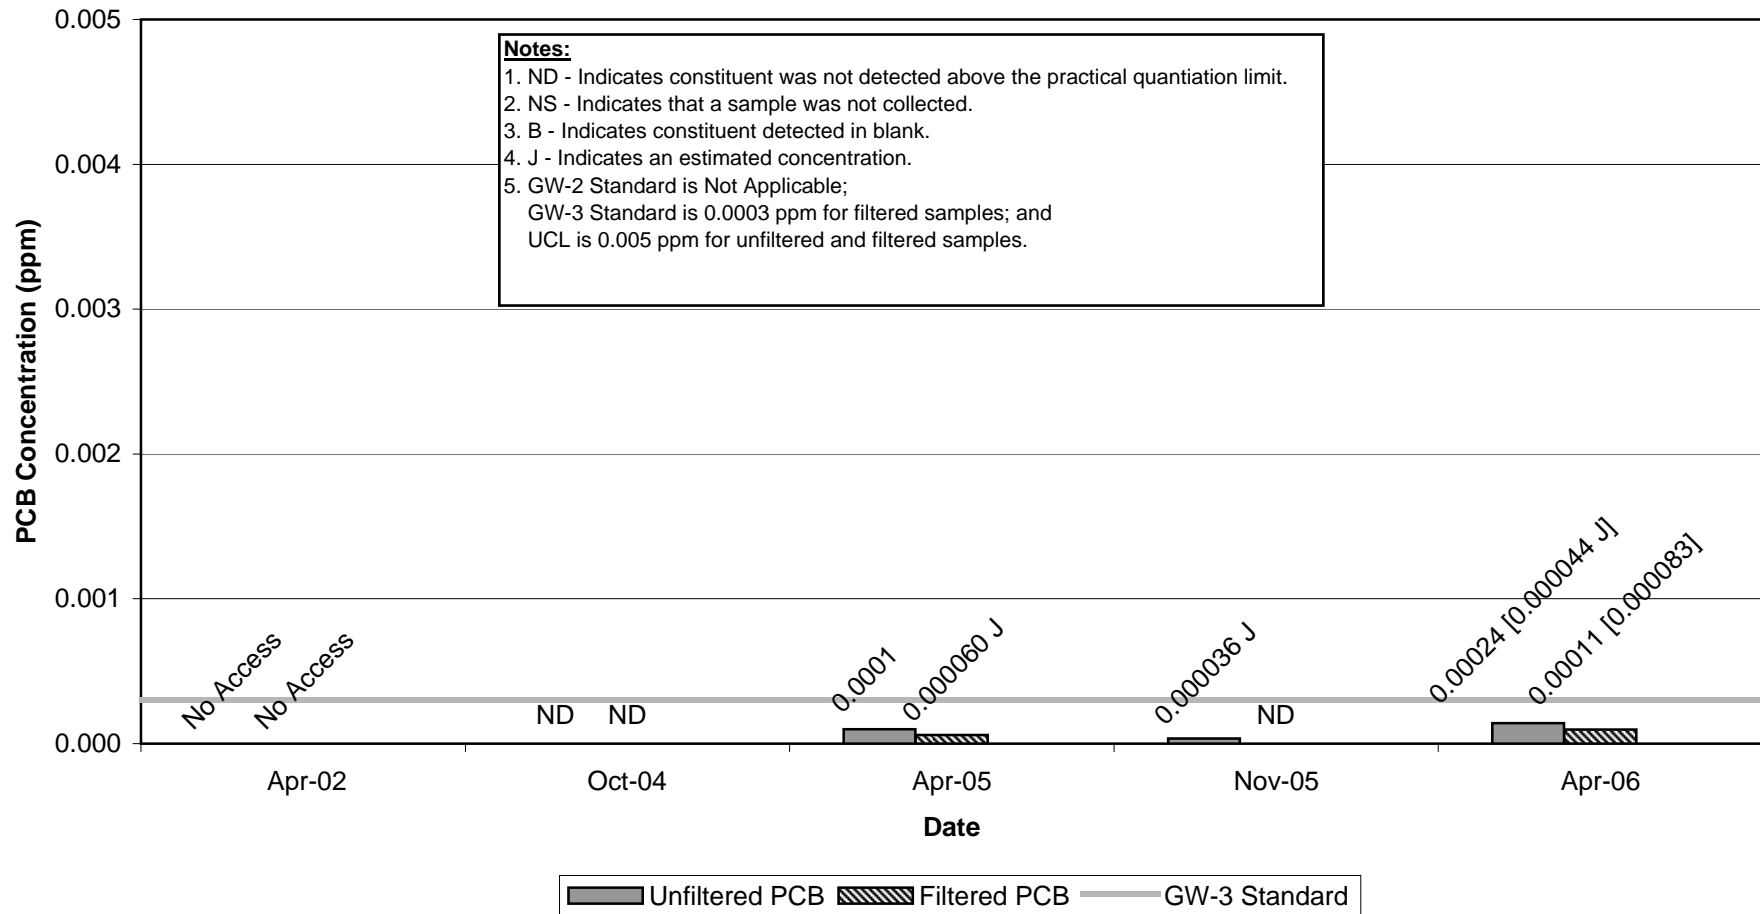 0.005
Notes:
1. ND - Indicates constituent was not detected above the practical quantiation limit.
2. NS - Indicates that a sample was not collected.
3. B - Indicates constituent detected in blank.
4. J - Indicates an estimated concentration.
5. GW-2 Standard is Not Applicable;
GW-3 Standard is 0.0003 ppm for filtered samples; and
UCL is 0.005 ppm for unfiltered and filtered samples.
0.004
0.003
0.002
0.001
0.000
PCB Concentration (ppm)
No Access
No Access
ND
ND
0.0001
0.000060 J
0.000036 J
ND
0.00024 [0.000044 J]
0.00011 [0.000083]
Apr-02
Oct-04
Apr-05
Nov-05
Apr-06
Date
Unfiltered PCB
Filtered PCB
GW-3 Standard